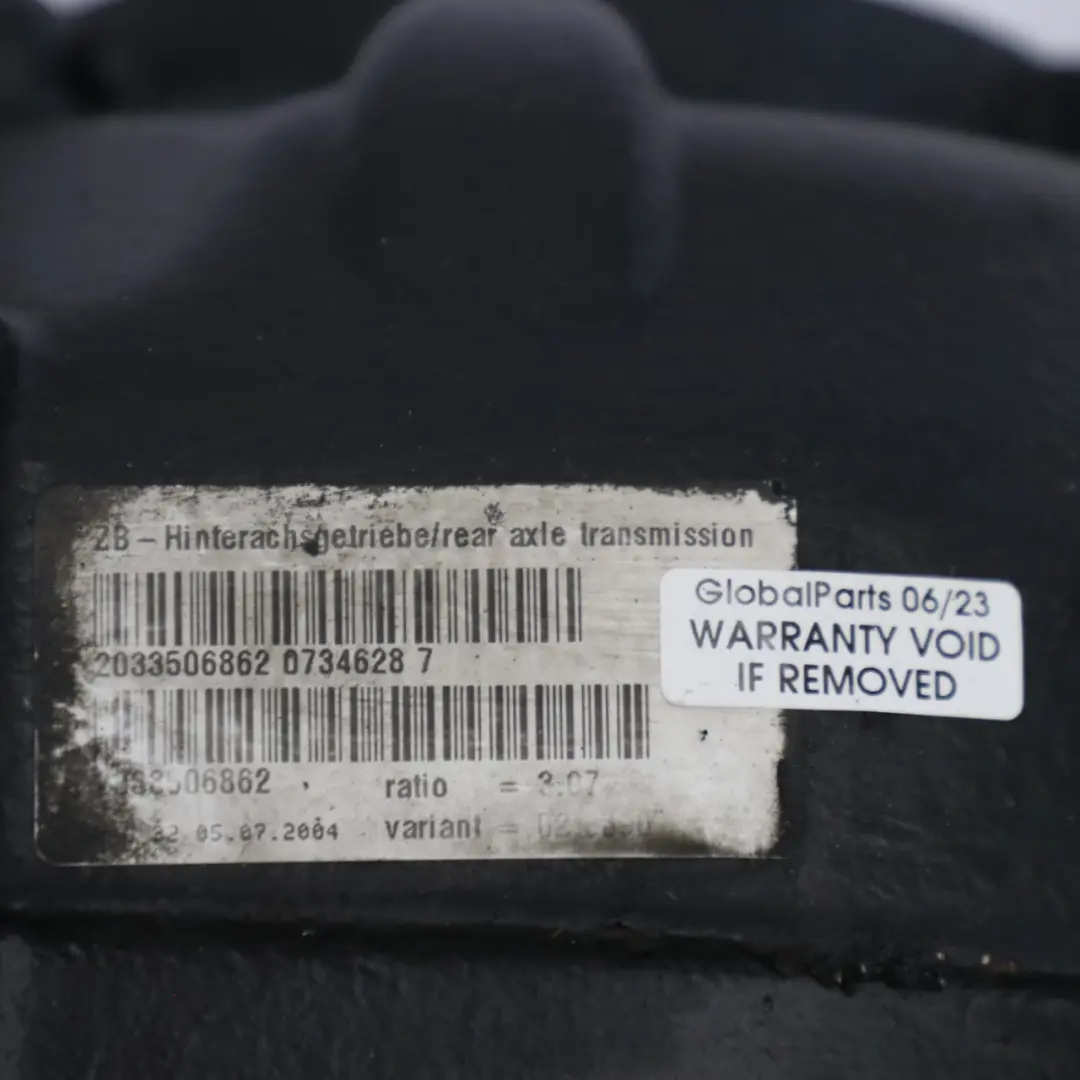 ZB – Hinterachsgetriebe/rear axle transmission
2033506862 0734628 7
ratio = 3.07
05.07.2004 variant =
GlobalParts 06/23
WARRANTY VOID
IF REMOVED